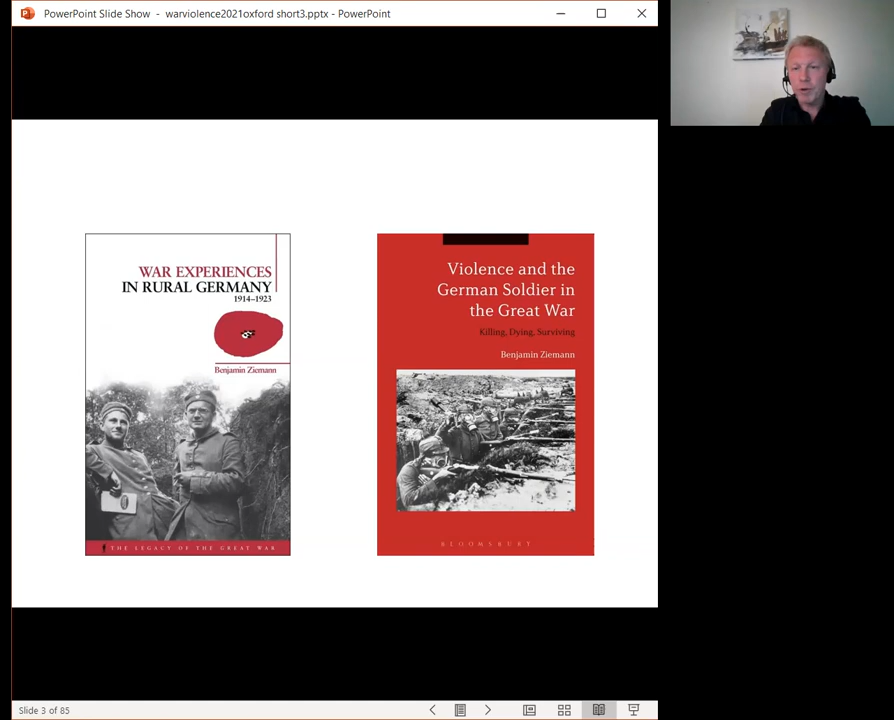 PowerPoint Slide Show - warviolence2021oxford short3.pptx - PowerPoint
WAR EXPERIENCES
IN RURAL GERMANY
1914–1923
Benjamin Ziemann
THE LEGACY OF THE GREAT WAR
Violence and the
German Soldier in
the Great War
Killing, Dying, Surviving
Benjamin Ziemann
BLOOMSBURY
Slide 3 of 85